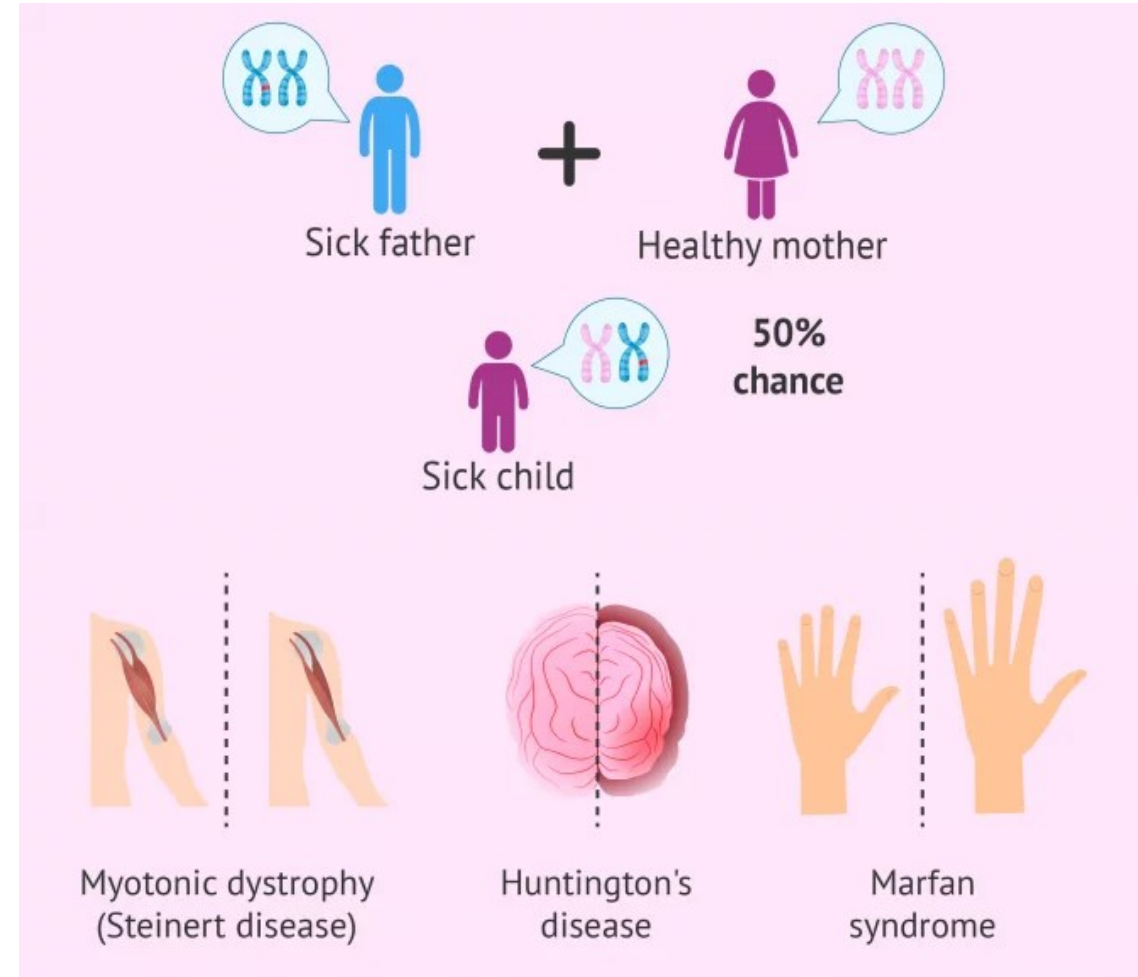 Sick father
Healthy mother
50%
chance
Sick child
Myotonic dystrophy
(Steinert disease)
Huntington's
disease
Marfan
syndrome